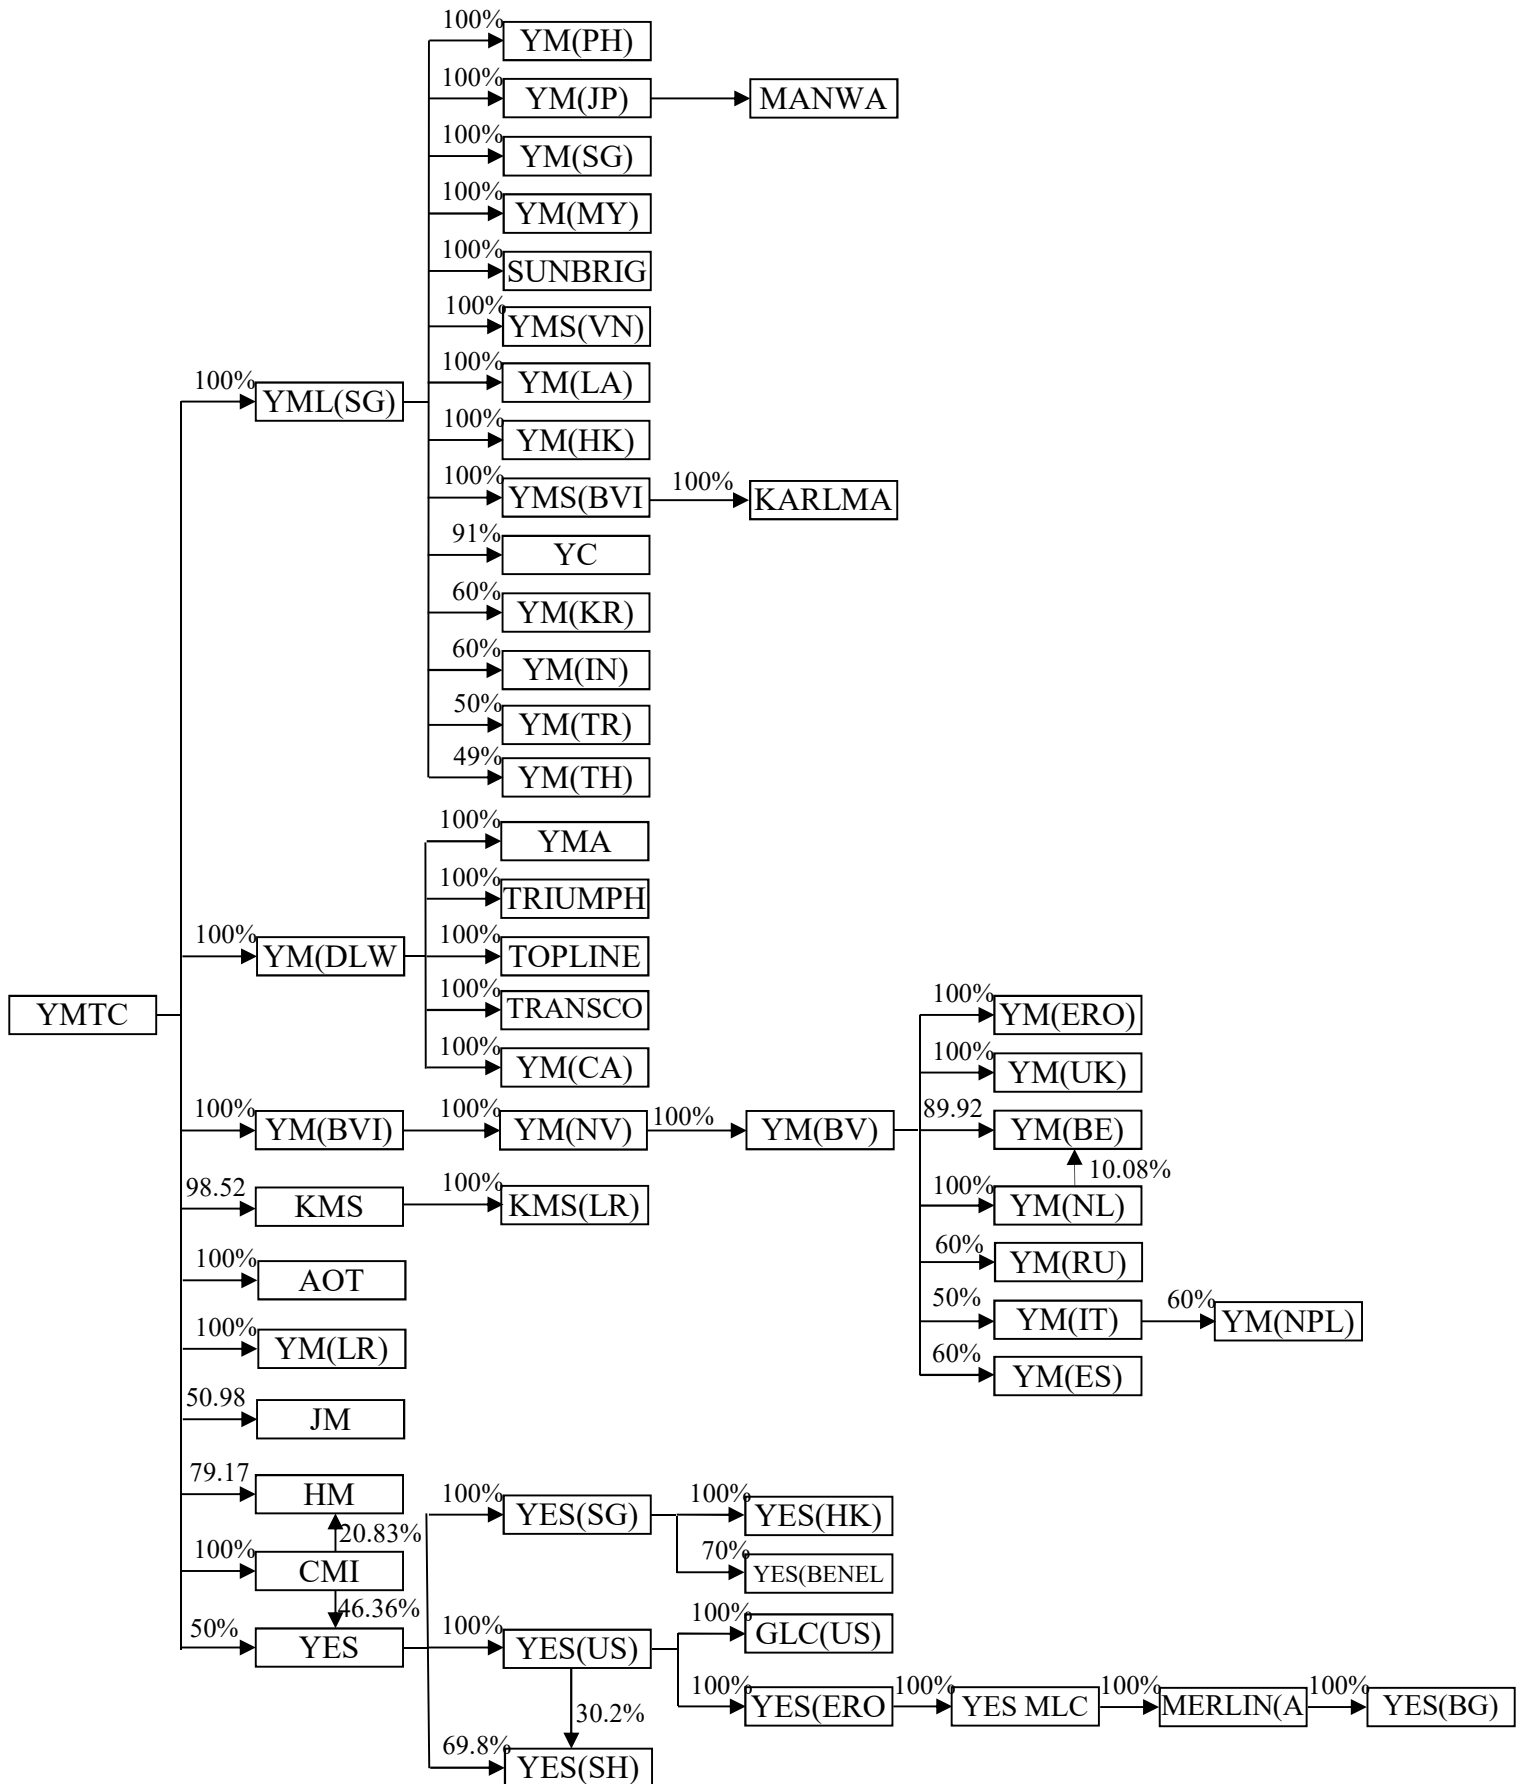 100%
YM(PH)
100%
YM(JP)
MANWA
100%
YM(SG)
100%
YM(MY)
100%
SUNBRIG
100%
YMS(VN)
100%
YML(SG)
100%
YM(LA)
100%
YM(HK)
100%
YMS(BVI
100%
KARLMA
91%
YC
60%
YM(KR)
60%
YM(IN)
50%
YM(TR)
49%
YM(TH)
100%
YMA
100%
TRIUMPH
100%
YM(DLW
100%
TOPLINE
YMTC
100%
TRANSCO
100%
YM(ERO)
100%
YM(CA)
100%
YM(UK)
100%
YM(BVI)
100%
YM(NV)
100%
YM(BV)
89.92
YM(BE)
10.08%
98.52
KMS
100%
KMS(LR)
100%
YM(NL)
100%
AOT
60%
YM(RU)
100%
YM(LR)
50%
YM(IT)
60%
YM(NPL)
60%
YM(ES)
50.98
JM
79.17
HM
20.83%
100%
YES(SG)
100%
YES(HK)
100%
CMI
46.36%
70%
YES(BENEL
50%
YES
100%
YES(US)
100%
GLC(US)
30.2%
100%
YES(ERO
100%
YES MLC
100%
MERLIN(A
100%
YES(BG)
69.8%
YES(SH)